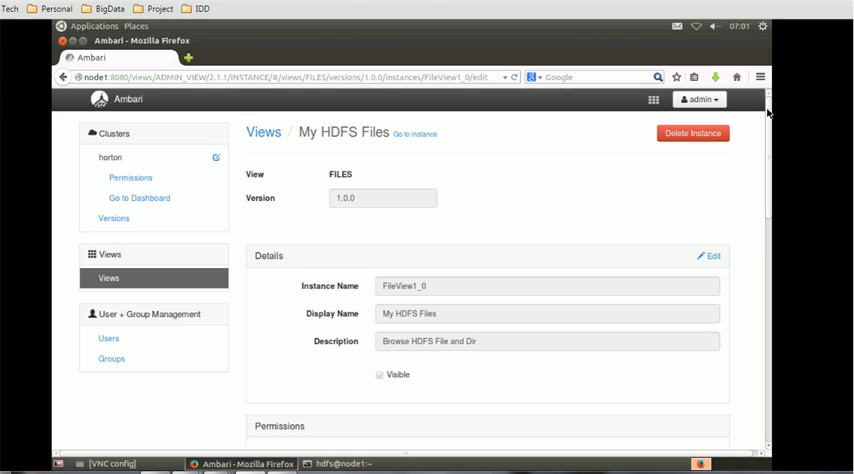 Tech Personal BigData Project IDD
Applications Places 07:01
Ambari - Mozilla Firefox
Ambari
node1:8080/views/ADMIN_VIEW/2.1.1/INSTANCE/#/views/FILES/versions/1.0.0/instances/FileView1_0/edit Google
Ambari admin
Clusters
horton
Permissions
Go to Dashboard
Versions
Views
Views
User + Group Management
Users
Groups
Views / My HDFS Files Go to instance Delete Instance
View FILES
Version 1.0.0
Details Edit
Instance Name FileView1_0
Display Name My HDFS Files
Description Browse HDFS File and Dir
Visible
Permissions
[VNC config] Ambari - Mozilla Firefox hdfs@node1:~